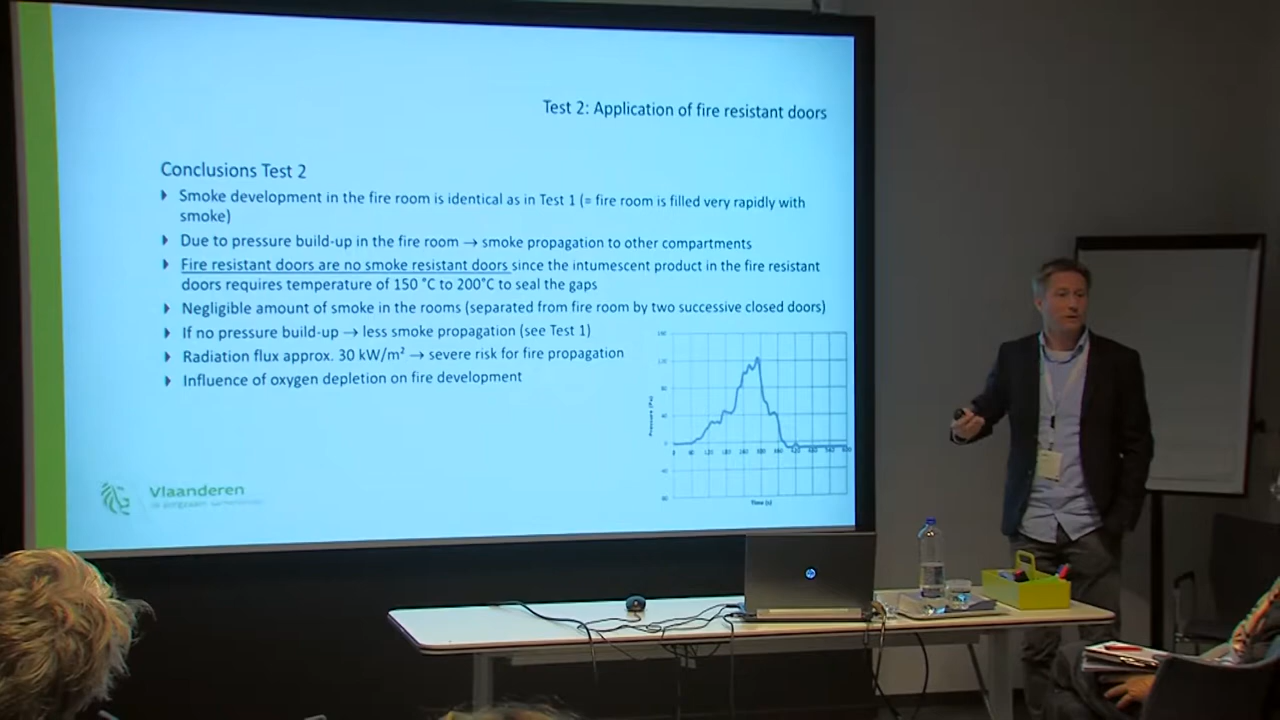 Test 2: Application of fire resistant doors
Conclusions Test 2
Smoke development in the fire room is identical as in Test 1 (= fire room is filled very rapidly with
smoke)
Due to pressure build-up in the fire room → smoke propagation to other compartments
Fire resistant doors are no smoke resistant doors since the intumescent product in the fire resistant
doors requires temperature of 150 °C to 200°C to seal the gaps
Negligible amount of smoke in the rooms (separated from fire room by two successive closed doors)
If no pressure build-up → less smoke propagation (see Test 1)
Radiation flux approx. 30 kW/m² → severe risk for fire propagation
Influence of oxygen depletion on fire development
Pressure (Pa)
Time (s)
Vlaanderen
hp